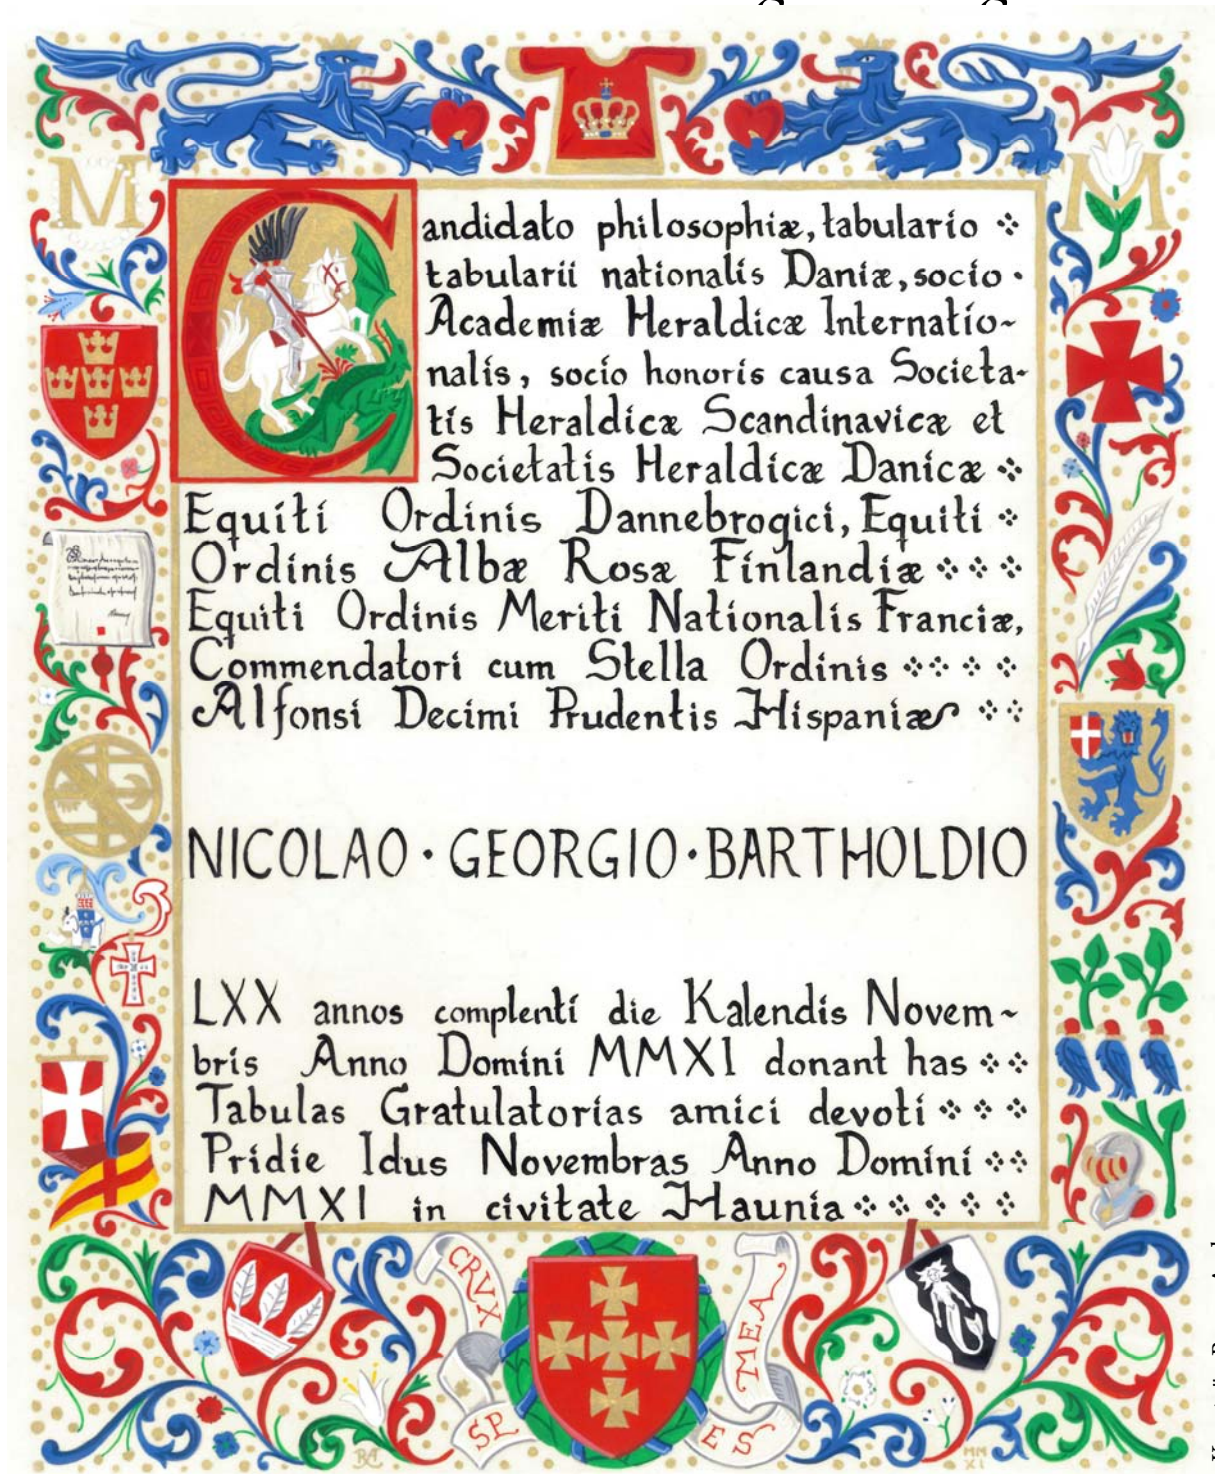 Candidato philosophiæ, tabulario
tabularii nationalis Daniæ, socio
Academiæ Heraldicæ Internatio~
nalis, socio honoris causa Societa-
tis Heraldicæ Scandinavicæ et
Societatis Heraldicæ Danicæ
Equiti Ordinis Dannebrogici, Equiti
Ordinis Albæ Rosæ Finlandiæ
Equiti Ordinis Meriti Nationalis Franciæ,
Commendatori cum Stella Ordinis
Alfonsi Decimi Prudentis Hispaniæ
NICOLAO · GEORGIO · BARTHOLDIO
LXX annos complenti die Kalendis Novem~
bris Anno Domini MMXI donant has
Tabulas Gratulatorias amici devoti
Pridie Idus Novembras Anno Domini
MMXI in civitate Haunia
M
M
CRVX
MEA
SP
ES
MM
XI